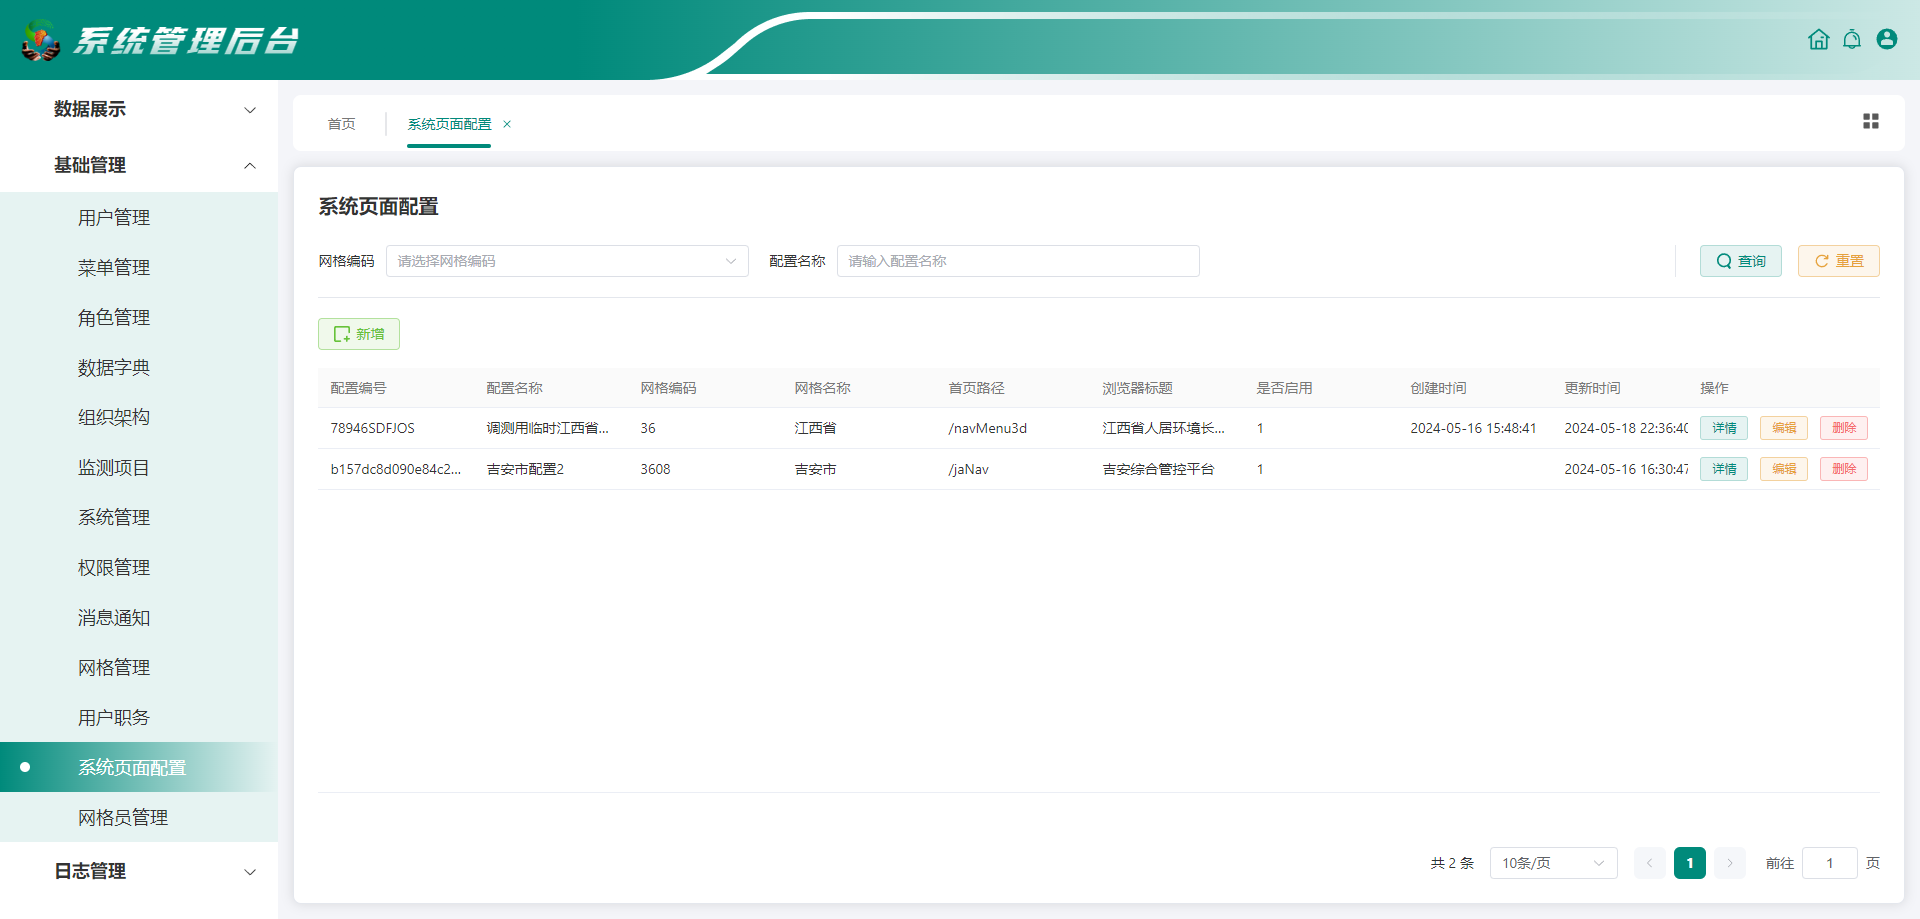 系统管理后台
数据展示
基础管理
用户管理
菜单管理
角色管理
数据字典
组织架构
监测项目
系统管理
权限管理
消息通知
网格管理
用户职务
系统页面配置
网格员管理
日志管理
首页 系统页面配置 ×
系统页面配置
网格编码 请选择网格编码 配置名称 请输入配置名称 查询 重置
新增
配置编号 配置名称 网格编码 网格名称 首页路径 浏览器标题 是否启用 创建时间 更新时间 操作
78946SDFJOS 调测用临时江西省... 36 江西省 /navMenu3d 江西省人居环境长... 1 2024-05-16 15:48:41 2024-05-18 22:36:40 详情 编辑 删除
b157dc8d090e84c2... 吉安市配置2 3608 吉安市 /jaNav 吉安综合管控平台 1 2024-05-16 16:30:47 详情 编辑 删除
共 2 条 10条/页 1 前往 1 页